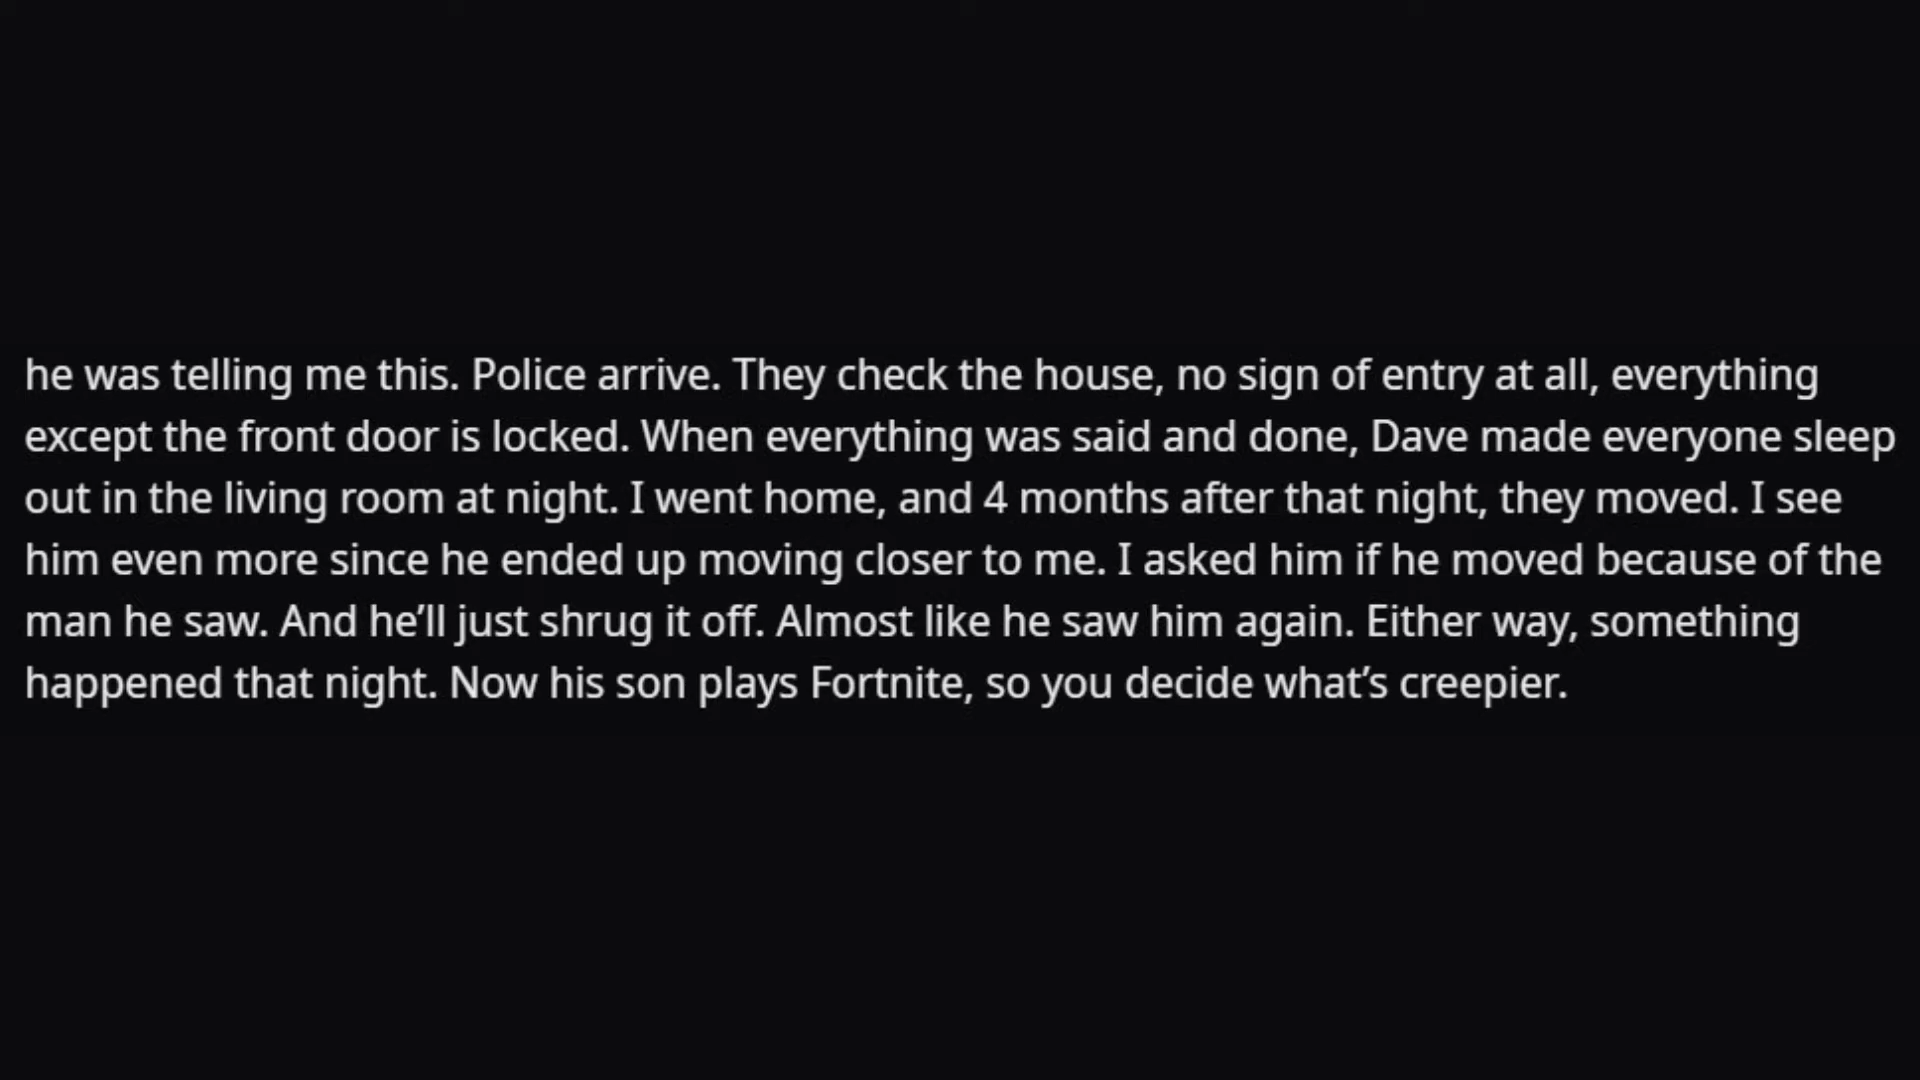 he was telling me this. Police arrive. They check the house, no sign of entry at all, everything
except the front door is locked. When everything was said and done, Dave made everyone sleep
out in the living room at night. I went home, and 4 months after that night, they moved. I see
him even more since he ended up moving closer to me. I asked him if he moved because of the
man he saw. And he’ll just shrug it off. Almost like he saw him again. Either way, something
happened that night. Now his son plays Fortnite, so you decide what’s creepier.